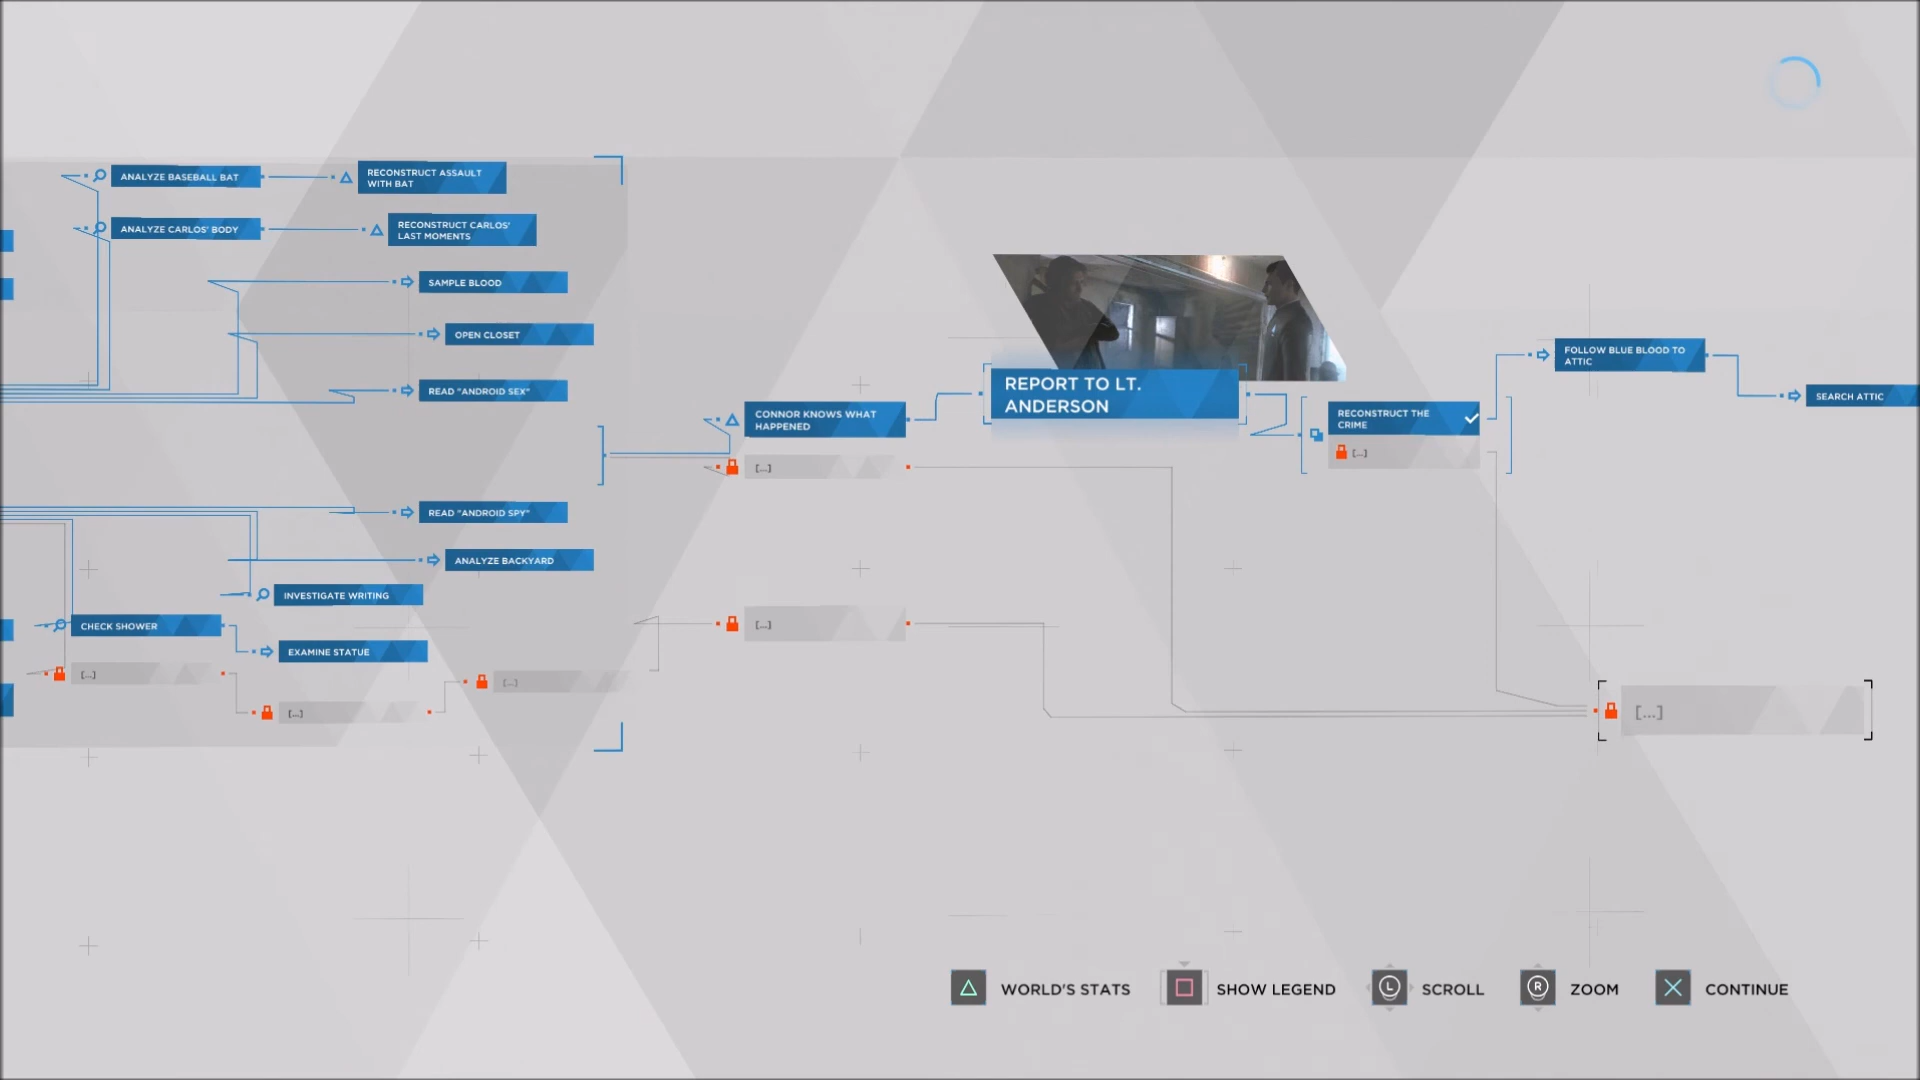 ANALYZE BASEBALL BAT
RECONSTRUCT ASSAULT
WITH BAT
ANALYZE CARLOS' BODY
RECONSTRUCT CARLOS'
LAST MOMENTS
SAMPLE BLOOD
OPEN CLOSET
READ "ANDROID SEX"
CONNOR KNOWS WHAT
HAPPENED
[...]
REPORT TO LT.
ANDERSON
RECONSTRUCT THE
CRIME
[...]
FOLLOW BLUE BLOOD TO
ATTIC
SEARCH ATTIC
READ "ANDROID SPY"
ANALYZE BACKYARD
INVESTIGATE WRITING
CHECK SHOWER
EXAMINE STATUE
[...]
[...]
[...]
[...]
[...]
WORLD'S STATS
SHOW LEGEND
L
SCROLL
R
ZOOM
CONTINUE